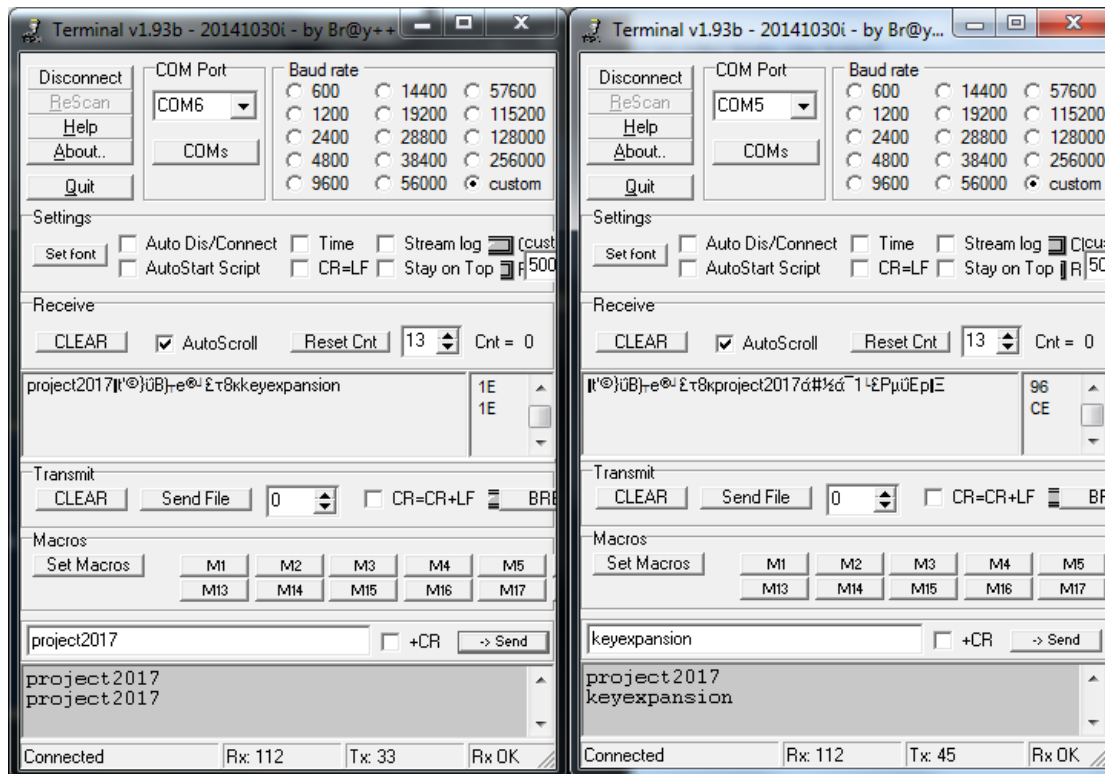 Terminal v1.93b - 20141030ί - by Br@y++
Disconnect
ReScan
Help
About..
Quit
COM Port
COM6
COMs
Baud rate
600 14400 57600
1200 19200 115200
2400 28800 128000
4800 38400 256000
9600 56000 custom
Settings
Set font
Auto Dis/Connect Time Stream log (cust
AutoStart Script CR=LF Stay on Top F 500
Receive
CLEAR AutoScroll Reset Cnt 13 Cnt = 0
keyexpansion
1E
1E
Transmit
CLEAR Send File 0 CR=CR+LF BRE
Macros
Set Macros M1 M2 M3 M4 M5
M13 M14 M15 M16 M17
project2017 +CR -> Send
project2017
project2017
Connected Rx: 112 Tx: 33 Rx OK
Terminal v1.93b - 20141030ί - by Br@y...
Disconnect
ReScan
Help
About..
Quit
COM Port
COM5
COMs
Baud rate
600 14400 57600
1200 19200 115200
2400 28800 128000
4800 38400 256000
9600 56000 custom
Settings
Set font
Auto Dis/Connect Time Stream log Cl(cu:
AutoStart Script CR=LF Stay on Top R 50
Receive
CLEAR AutoScroll Reset Cnt 13 Cnt = 0
96
CE
Transmit
CLEAR Send File 0 CR=CR+LF BF
Macros
Set Macros M1 M2 M3 M4 M5
M13 M14 M15 M16 M17
keyexpansion +CR -> Send
project2017
keyexpansion
Connected Rx: 112 Tx: 45 Rx OK